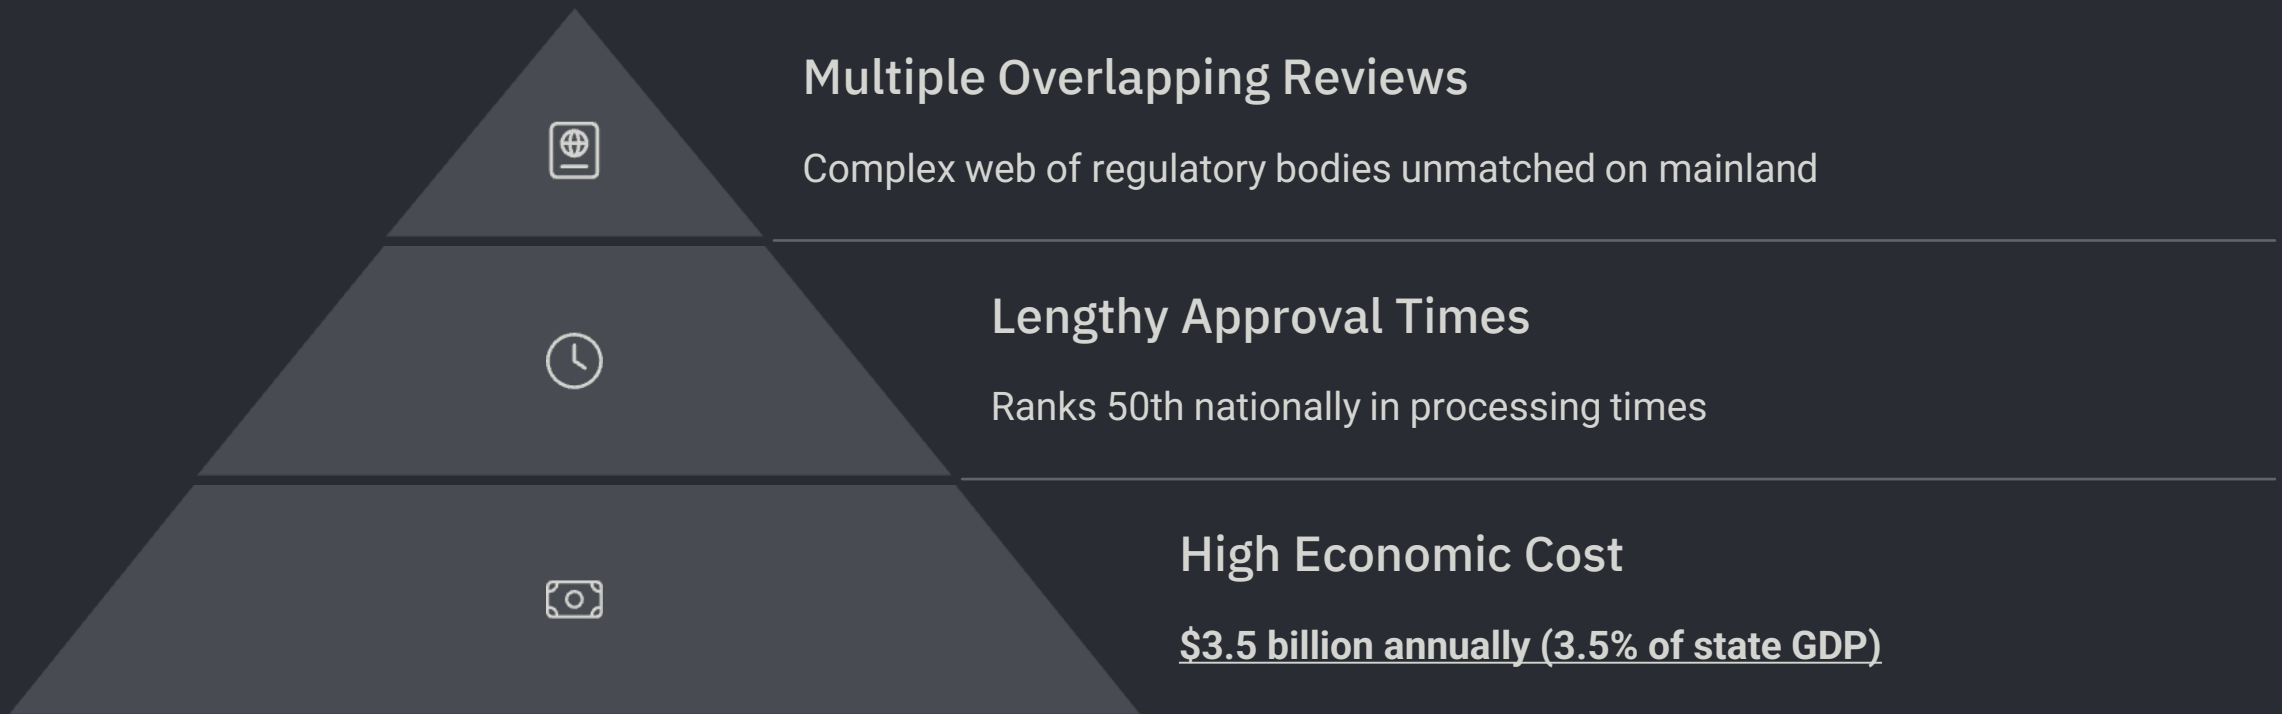 Multiple Overlapping Reviews
Complex web of regulatory bodies unmatched on mainland
Lengthy Approval Times
Ranks 50th nationally in processing times
High Economic Cost
$3.5 billion annually (3.5% of state GDP)